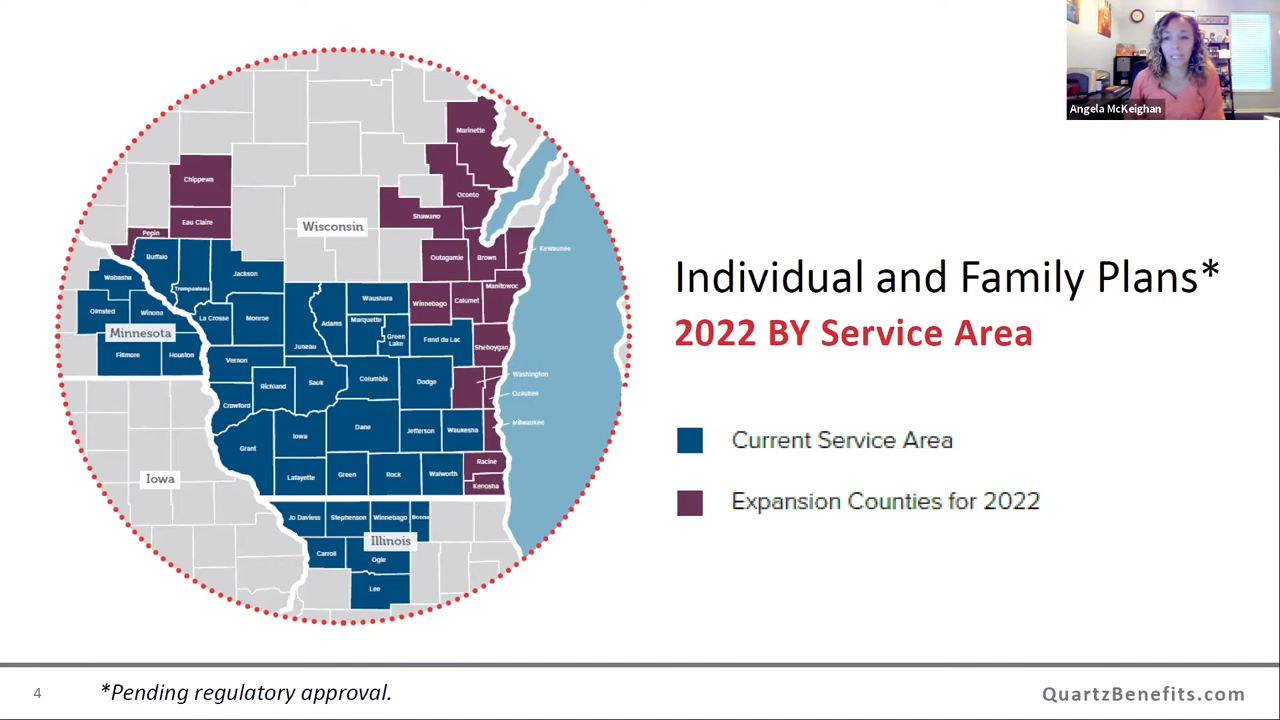 Angela McKeighan
Marinette
Chippewa
Oconto
Shawano
Eau Claire
Wisconsin
Pepin
Kewaunee
Buffalo
Outagamie
Brown
Jackson
Wabasha
Trempealeau
Manitowoc
Waushara
Winnebago
Calumet
Olmsted
Winona
La Crosse
Monroe
Adams
Marquette
Minnesota
Green
Lake
Fond du Lac
Juneau
Sheboygan
Fillmore
Houston
Vernon
Washington
Richland
Sauk
Columbia
Dodge
Ozaukee
Crawford
Milwaukee
Dane
Jefferson
Waukesha
Grant
Iowa
Racine
Lafayette
Green
Rock
Walworth
Kenosha
Iowa
Jo Daviess
Stephenson
Winnebago
Boone
Illinois
Carroll
Ogle
Lee
Individual and Family Plans*
2022 BY Service Area
Current Service Area
Expansion Counties for 2022
4
*Pending regulatory approval.
QuartzBenefits.com